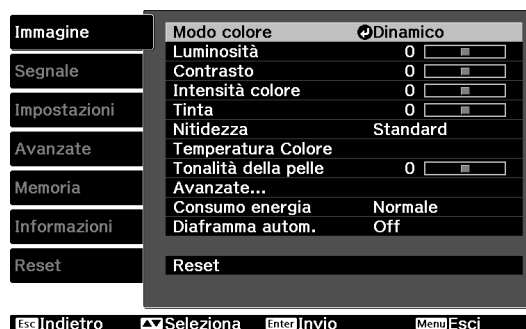 Immagine
Segnale
Impostazioni
Avanzate
Memoria
Informazioni
Reset
Modo colore Dinamico
Luminosità 0
Contrasto 0
Intensità colore 0
Tinta 0
Nitidezza Standard
Temperatura Colore
Tonalità della pelle 0
Avanzate...
Consumo energia Normale
Diaframma autom. Off
Reset
Esc Indietro Seleziona Enter Invio Menu Esci